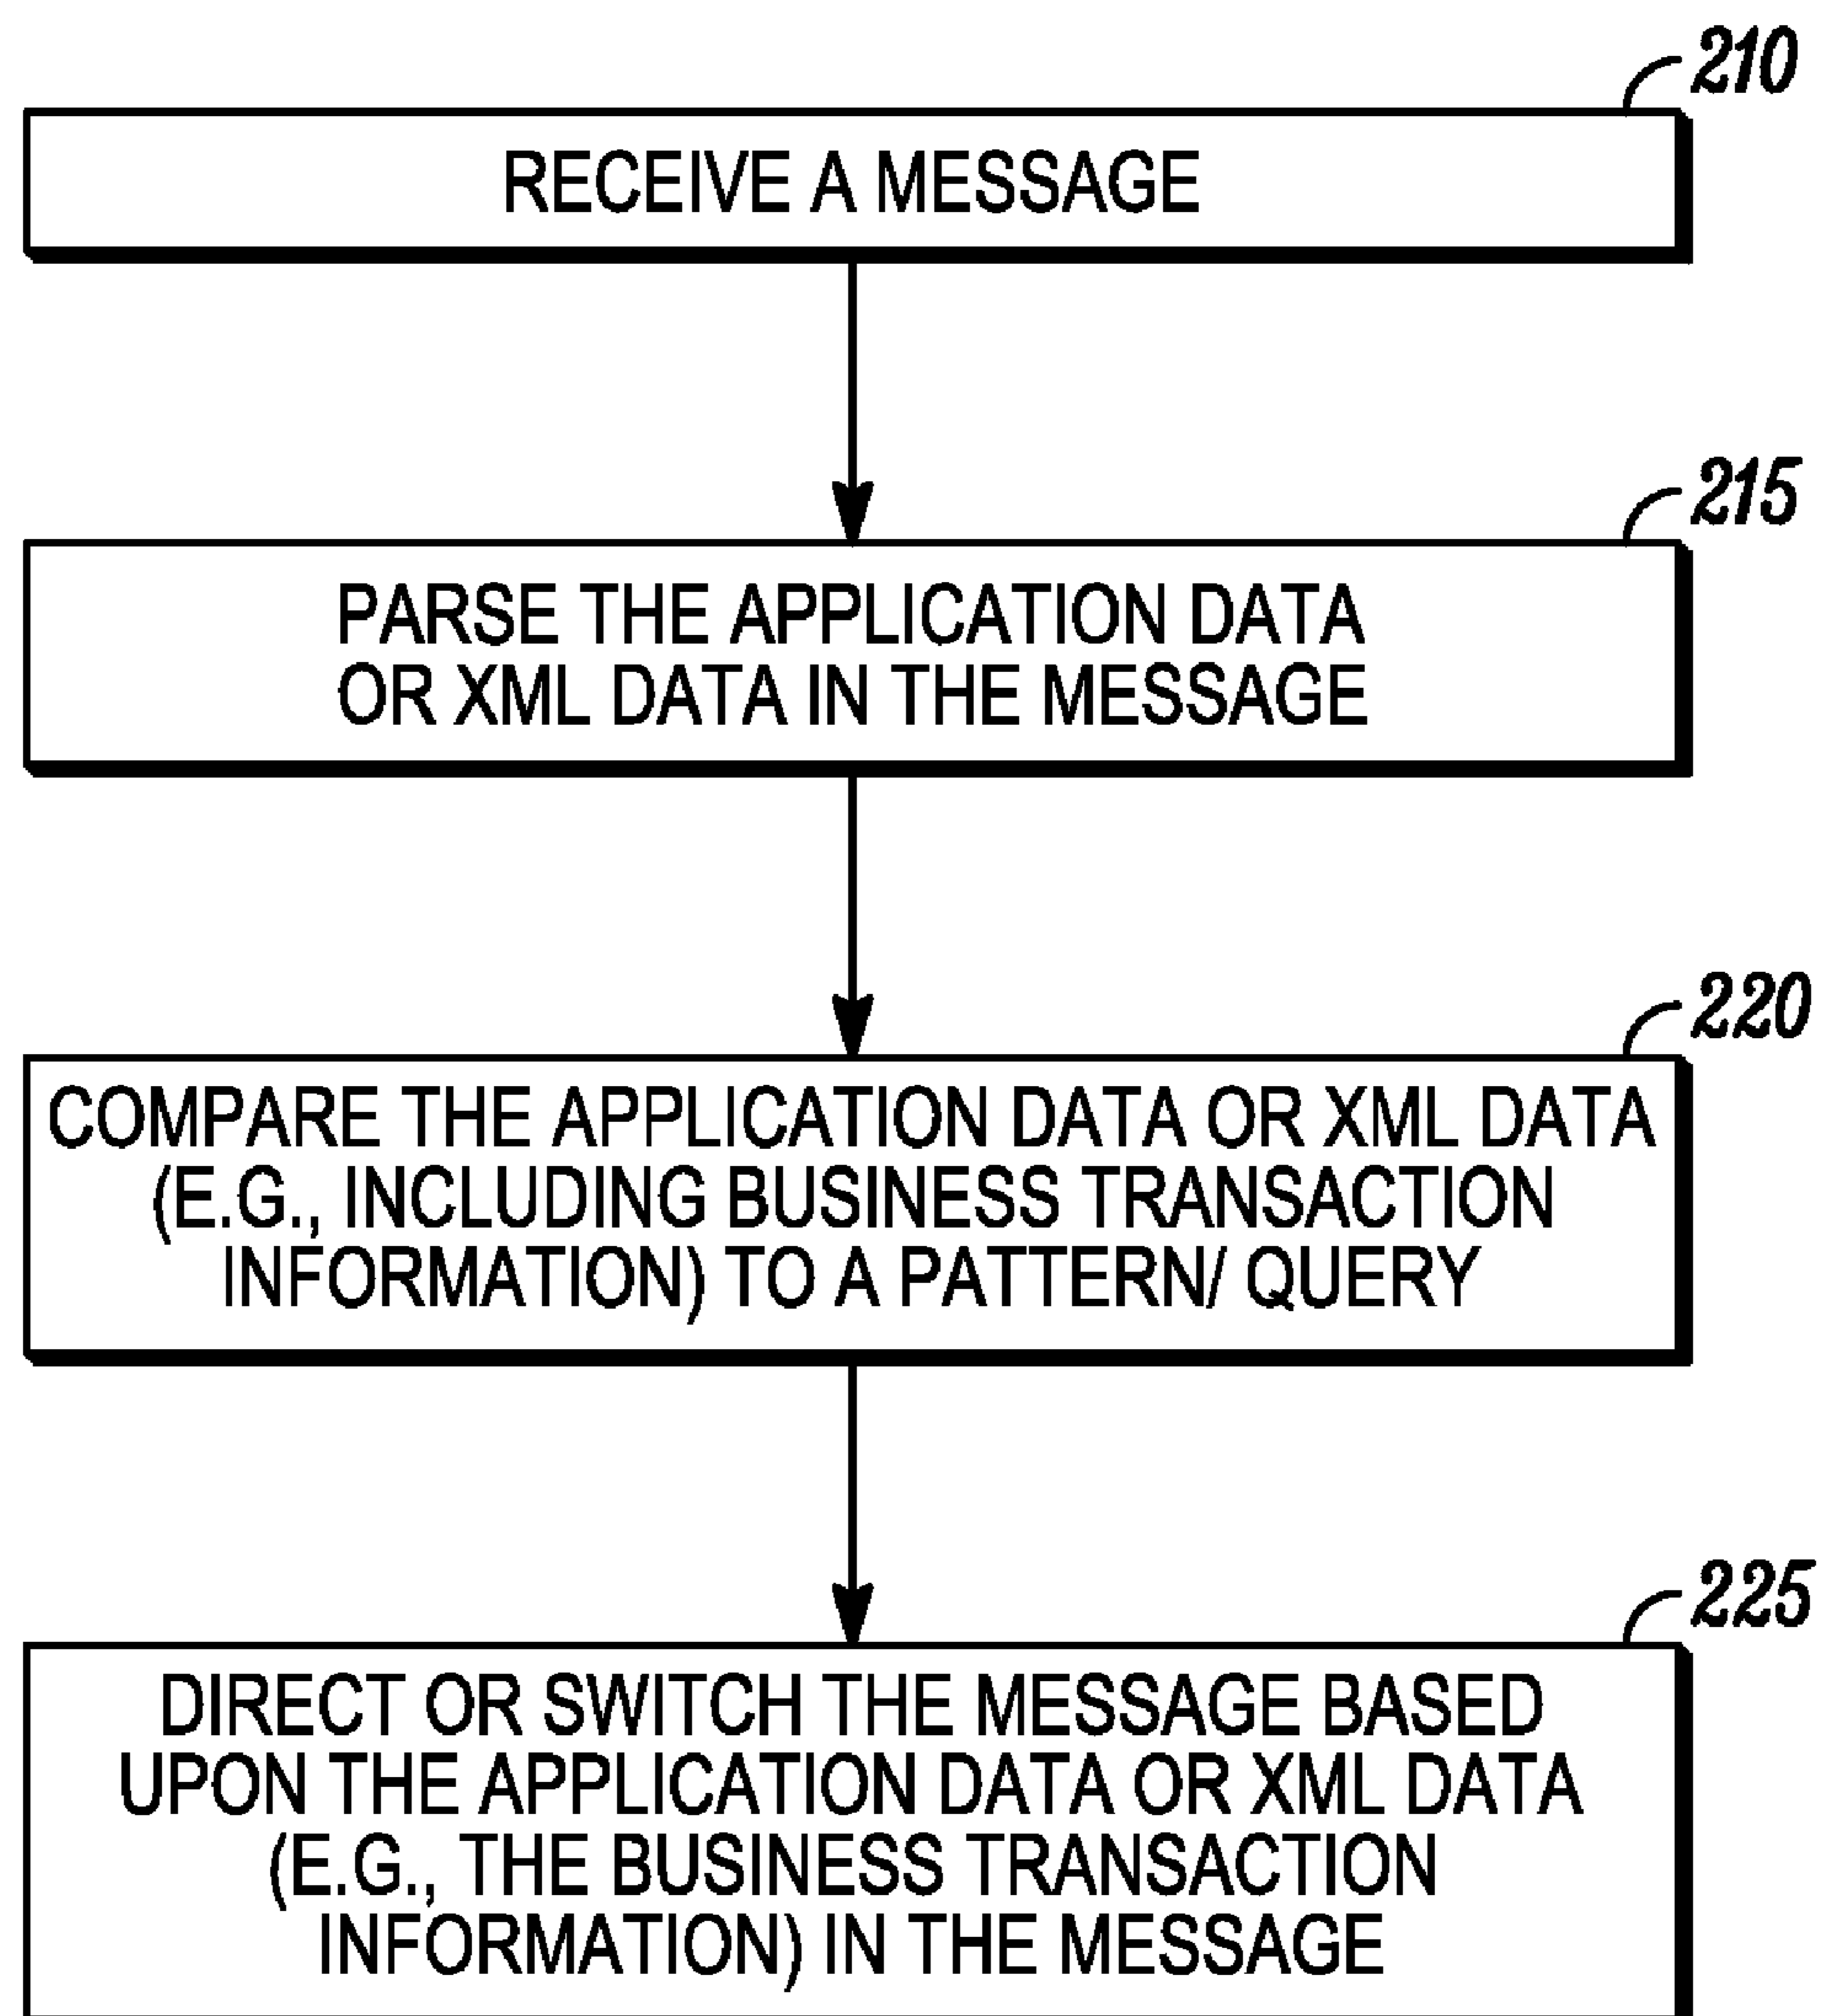 210
RECEIVE A MESSAGE
215
PARSE THE APPLICATION DATA
OR XML DATA IN THE MESSAGE
220
COMPARE THE APPLICATION DATA OR XML DATA
(E.G., INCLUDING BUSINESS TRANSACTION
INFORMATION) TO A PATTERN/ QUERY
225
DIRECT OR SWITCH THE MESSAGE BASED
UPON THE APPLICATION DATA OR XML DATA
(E.G., THE BUSINESS TRANSACTION
INFORMATION) IN THE MESSAGE